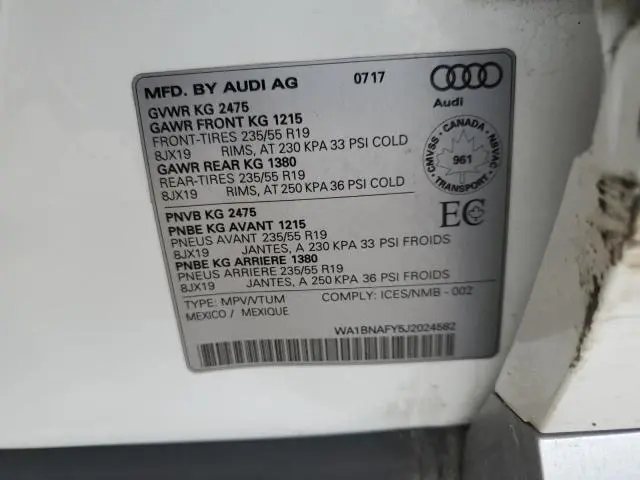 MFD. BY AUDI AG 0717
Audi
GVWR KG 2475
GAWR FRONT KG 1215
FRONT-TIRES 235/55 R19
8JX19 RIMS, AT 230 KPA 33 PSI COLD
GAWR REAR KG 1380
REAR-TIRES 235/55 R19
8JX19 RIMS, AT 250 KPA 36 PSI COLD
CMVSS - CANADA - NSVAC
961
TRANSPORT
PNVB KG 2475
PNBE KG AVANT 1215
PNEUS AVANT 235/55 R19
8JX19 JANTES, A 230 KPA 33 PSI FROIDS
PNBE KG ARRIERE 1380
PNEUS ARRIERE 235/55 R19
8JX19 JANTES, A 250 KPA 36 PSI FROIDS
EC
TYPE: MPV/VTUM COMPLY: ICES/NMB - 002
MEXICO / MEXIQUE
WA1BNAFY5J2024582